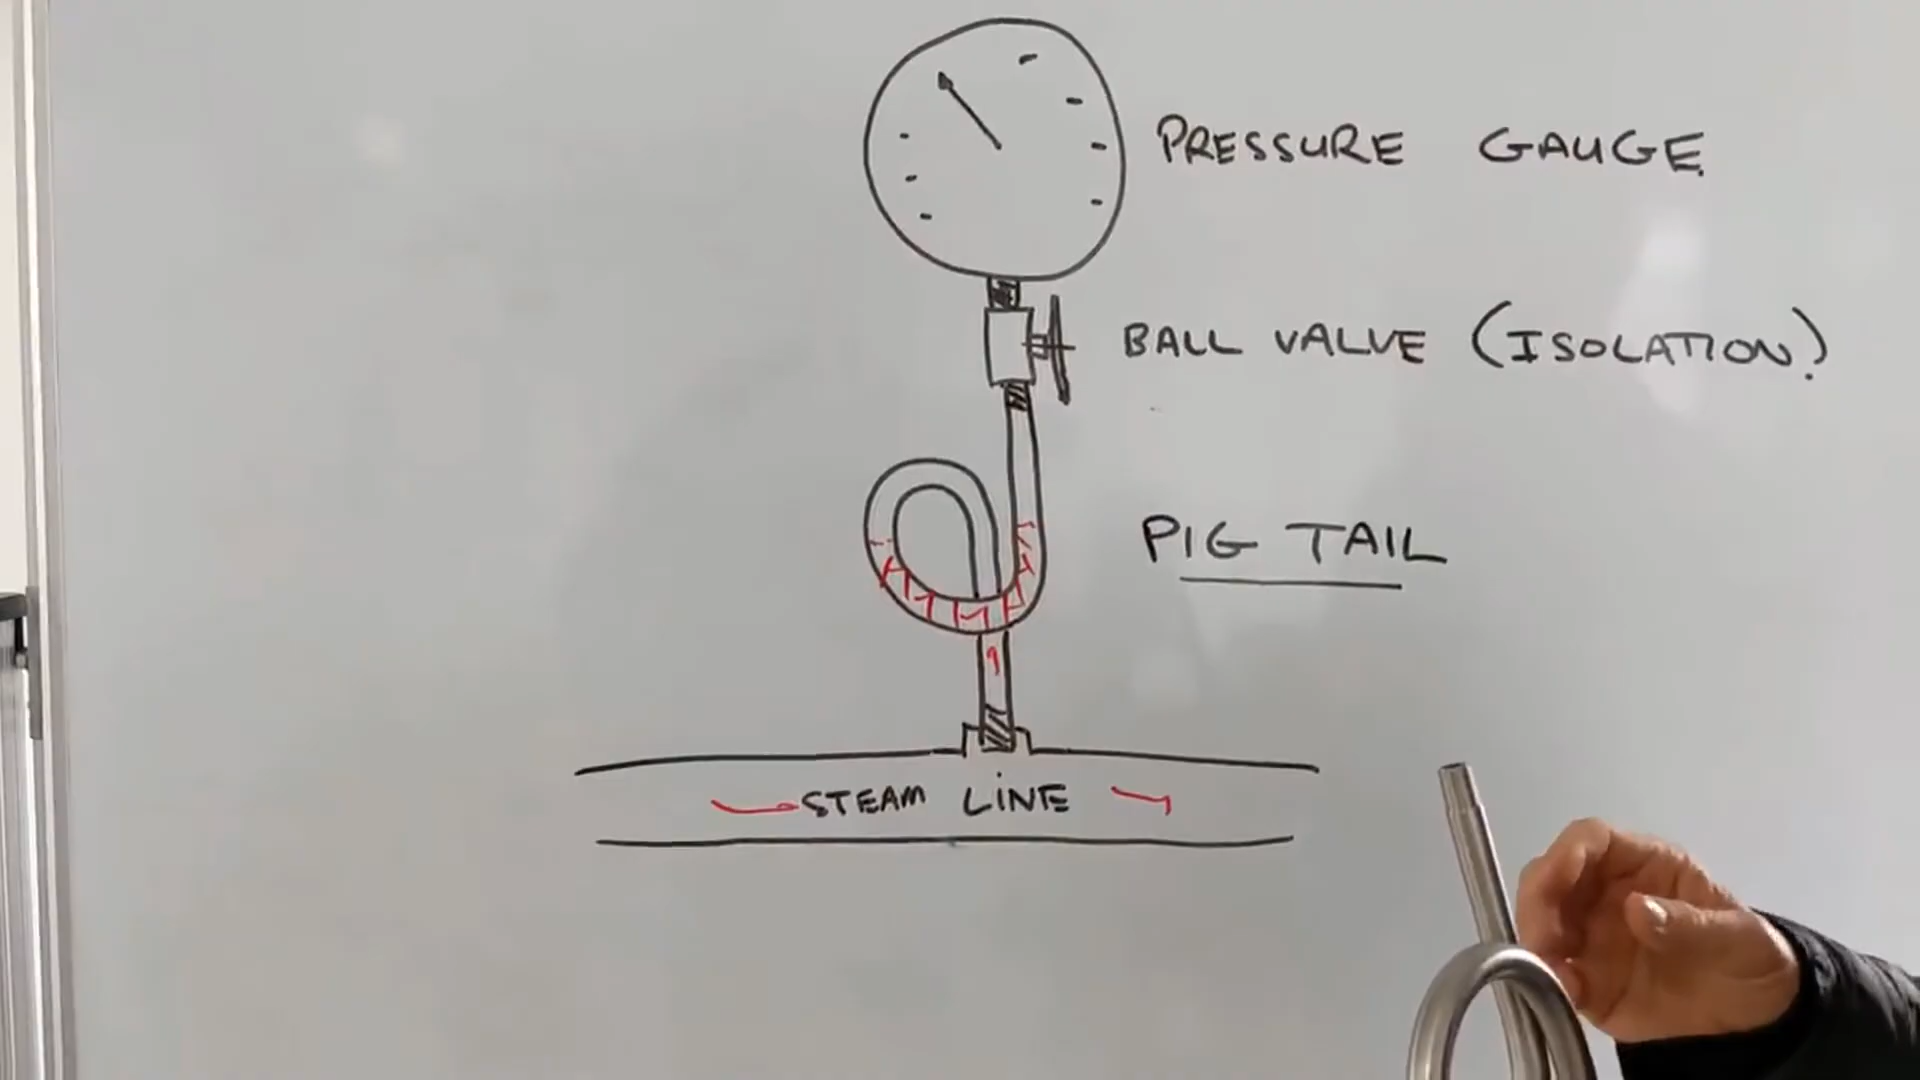 PRESSURE GAUGE
BALL VALVE (ISOLATION)
PIG TAIL
STEAM LINE